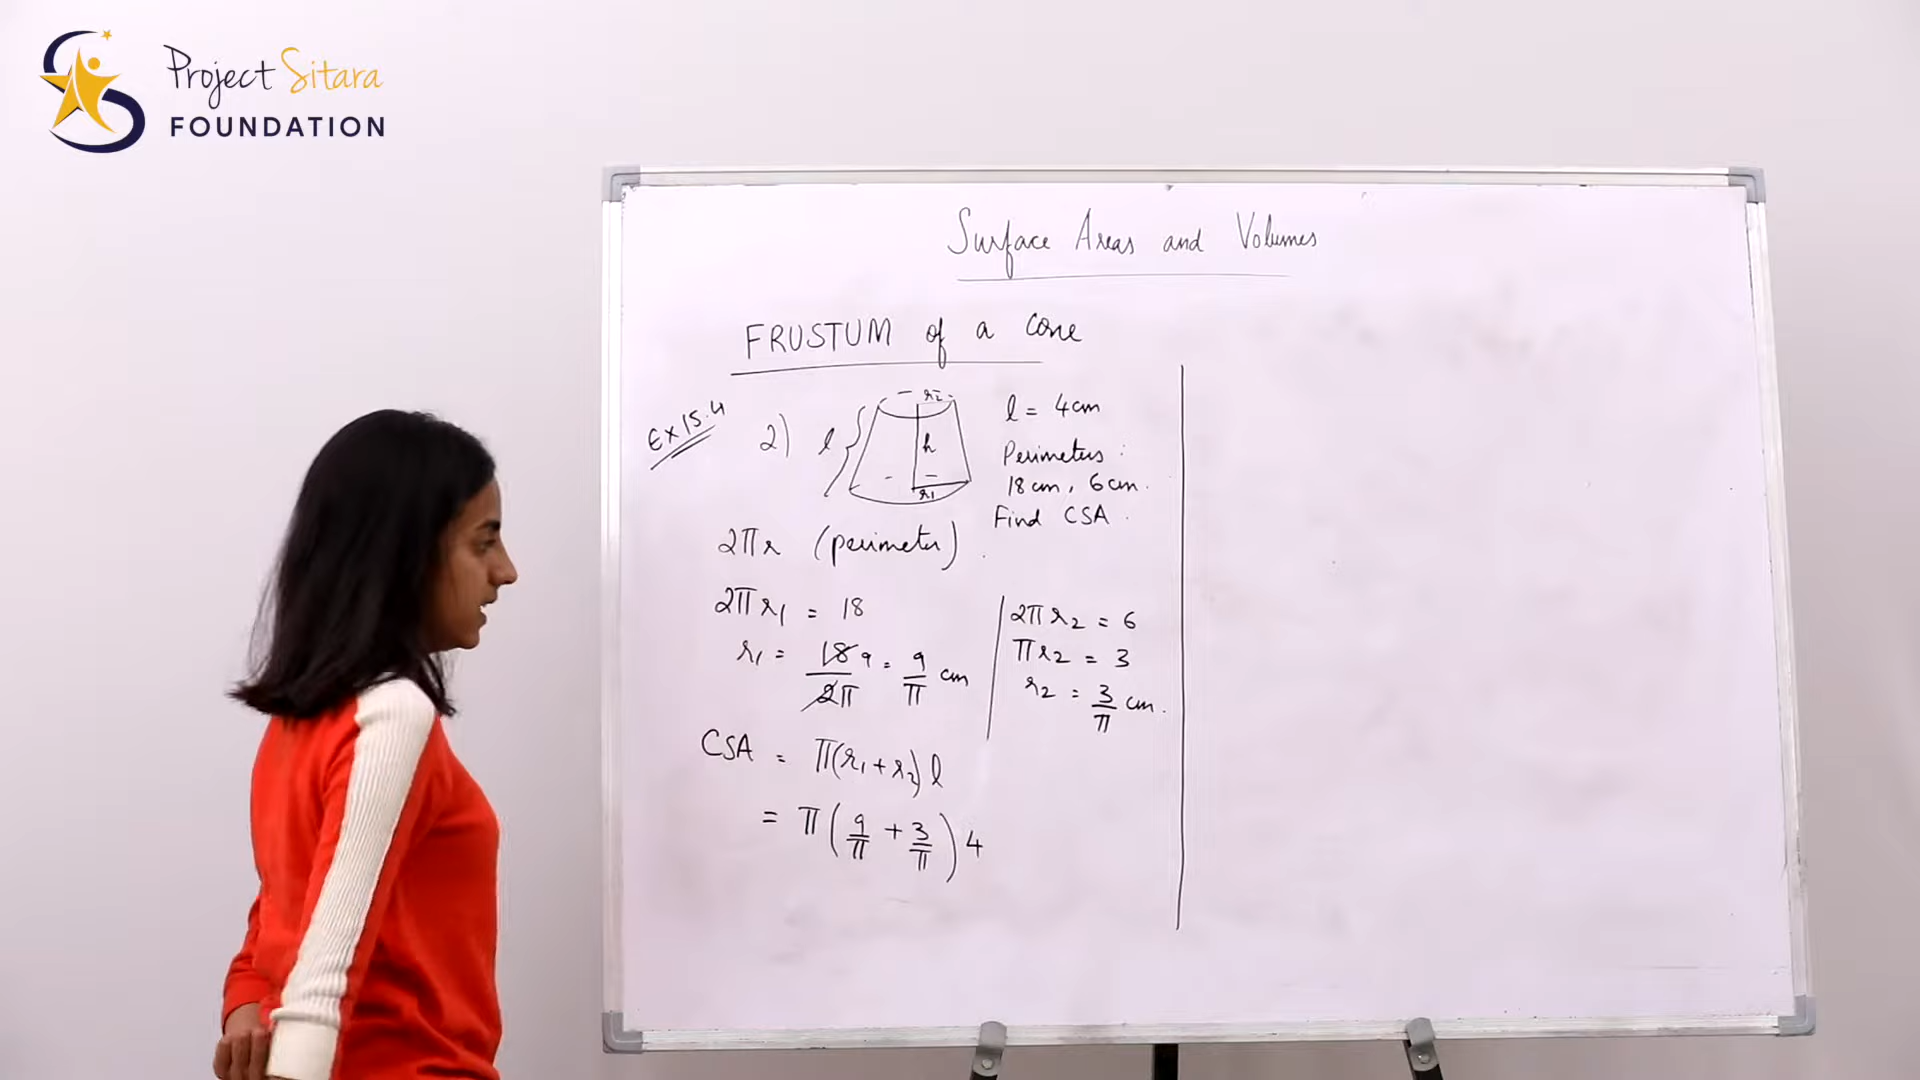 Project Sitara
FOUNDATION
Surface Areas and Volumes
FRUSTUM of a Cone
Ex 15.4
2)
l
r2
h
r1
l = 4cm
Perimeters :
18cm, 6cm.
Find CSA.
2πr (perimeter)
2πr₁ = 18
r₁ = 18 9 / 2π = 9/π cm
2πr₂ = 6
πr₂ = 3
r₂ = 3/π cm.
CSA = π(r₁+r₂)l
= π(9/π + 3/π)4